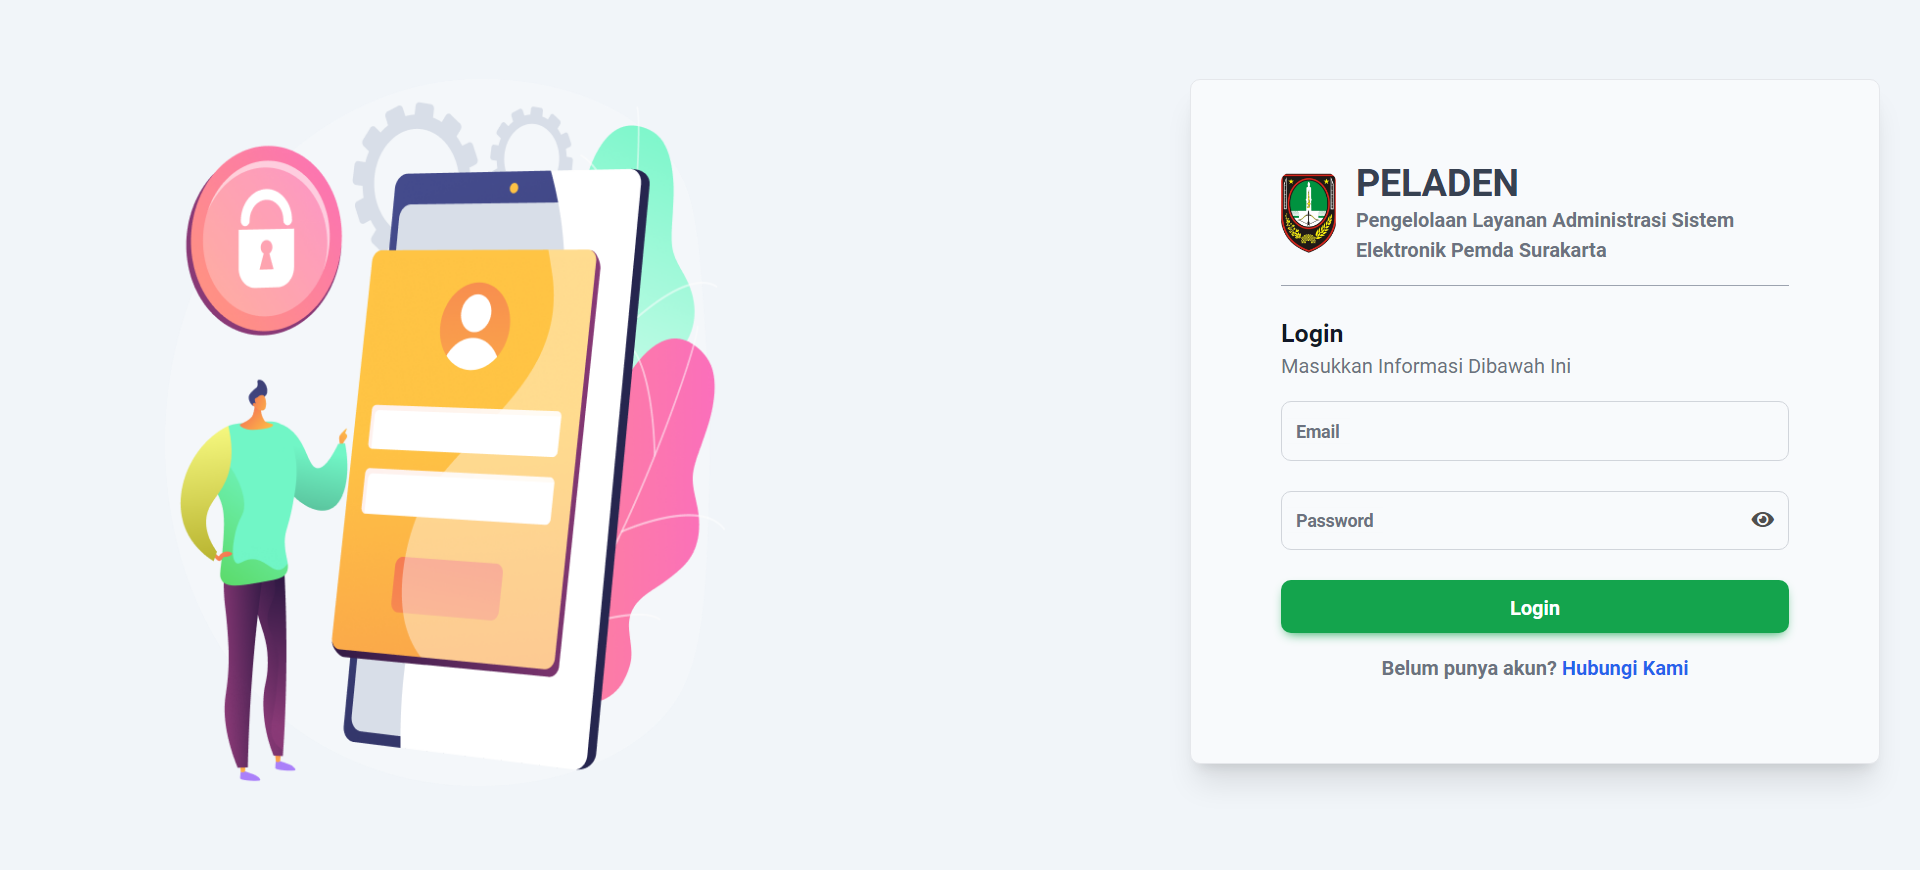 PELADEN
Pengelolaan Layanan Administrasi Sistem
Elektronik Pemda Surakarta
Login
Masukkan Informasi Dibawah Ini
Email
Password
Login
Belum punya akun? Hubungi Kami